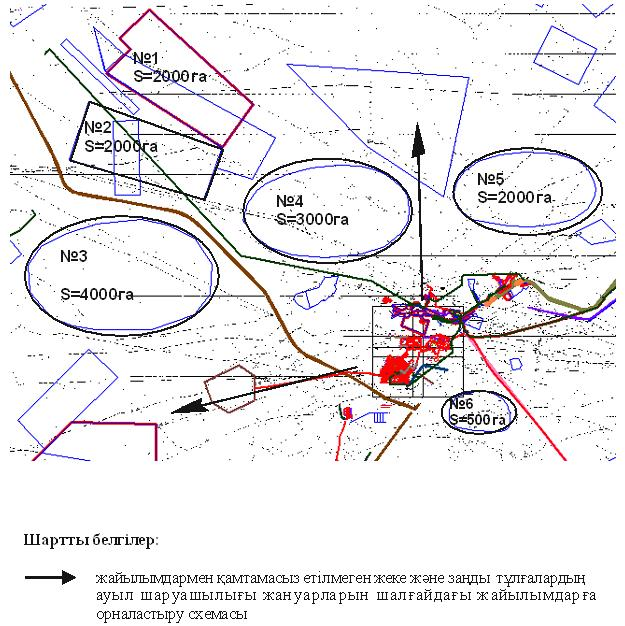 №1
S=2000га
№2
S=2000га
№4
S=3000га
№5
S=2000га
№3
S=4000га
№6
S=500га
Шартты белгілер:
жайылымдармен қамтамасыз етілмеген жеке және заңды тұлғалардың
ауыл шаруашылығы жануарларын шалғайдағы жайылымдарға
орналастыру схемасы